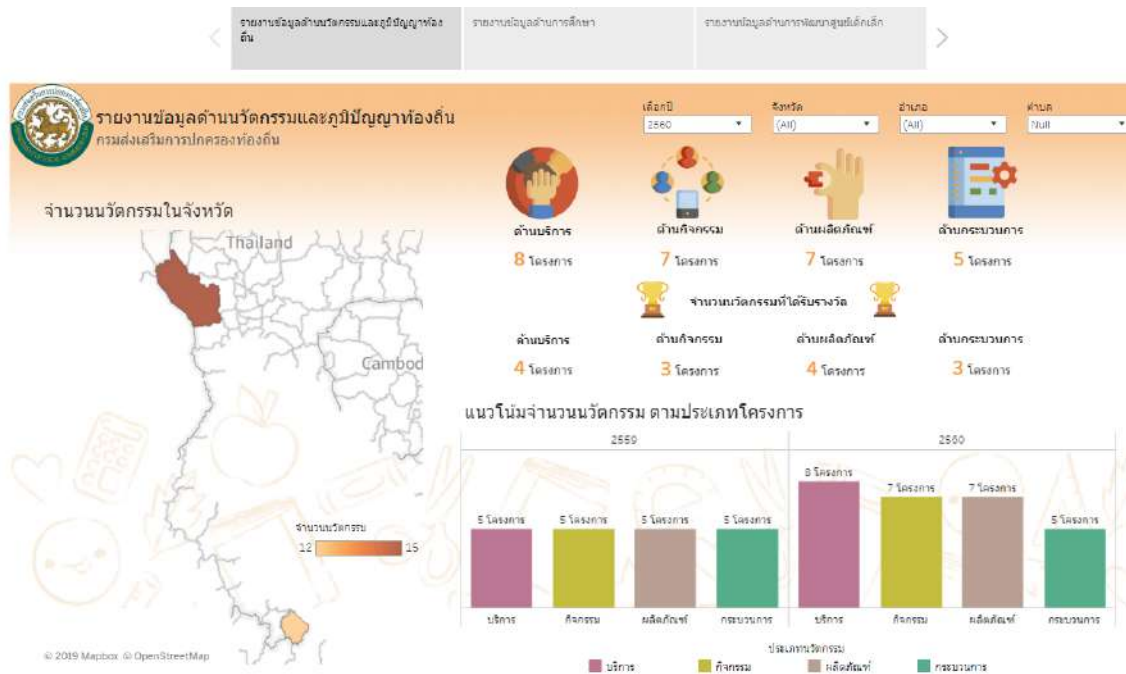 รายงานข้อมูลด้านนวัตกรรมและภูมิปัญญาท้อง
ถิ่น
รายงานข้อมูลด้านการศึกษา
รายงานข้อมูลด้านการพัฒนาศูนย์เด็กเล็ก
รายงานข้อมูลด้านนวัตกรรมและภูมิปัญญาท้องถิ่น
กรมส่งเสริมการปกครองท้องถิ่น
เลือกปี
จังหวัด
อำเภอ
ตำบล
2560
(All)
(All)
Null
จำนวนนวัตกรรมในจังหวัด
Thailand
Cambod
จำนวนนวัตกรรม
12
15
© 2019 Mapbox © OpenStreetMap
ด้านบริการ
ด้านกิจกรรม
ด้านผลิตภัณฑ์
ด้านกระบวนการ
8 โครงการ
7 โครงการ
7 โครงการ
5 โครงการ
จำนวนนวัตกรรมที่ได้รับรางวัล
ด้านบริการ
ด้านกิจกรรม
ด้านผลิตภัณฑ์
ด้านกระบวนการ
4 โครงการ
3 โครงการ
4 โครงการ
3 โครงการ
แนวโน้มจำนวนนวัตกรรม ตามประเภทโครงการ
2559
2560
5 โครงการ
5 โครงการ
5 โครงการ
5 โครงการ
8 โครงการ
7 โครงการ
7 โครงการ
5 โครงการ
บริการ
กิจกรรม
ผลิตภัณฑ์
กระบวนการ
บริการ
กิจกรรม
ผลิตภัณฑ์
กระบวนการ
ประเภทนวัตกรรม
บริการ
กิจกรรม
ผลิตภัณฑ์
กระบวนการ